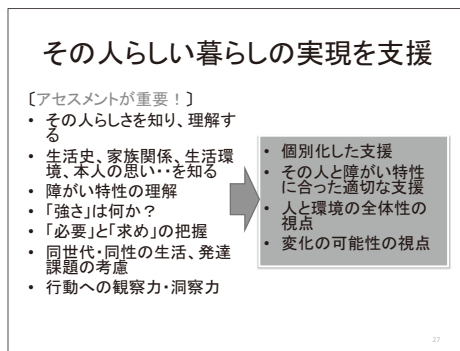 その人らしい暮らしの実現を支援
〔アセスメントが重要！〕
• その人らしさを知り、理解す
る
• 生活史、家族関係、生活環
境、本人の思い・・を知る
• 障がい特性の理解
• 「強さ」は何か？
• 「必要」と「求め」の把握
• 同世代・同性の生活、発達
課題の考慮
• 行動への観察力・洞察力
• 個別化した支援
• その人と障がい特性
に合った適切な支援
• 人と環境の全体性の
視点
• 変化の可能性の視点
27